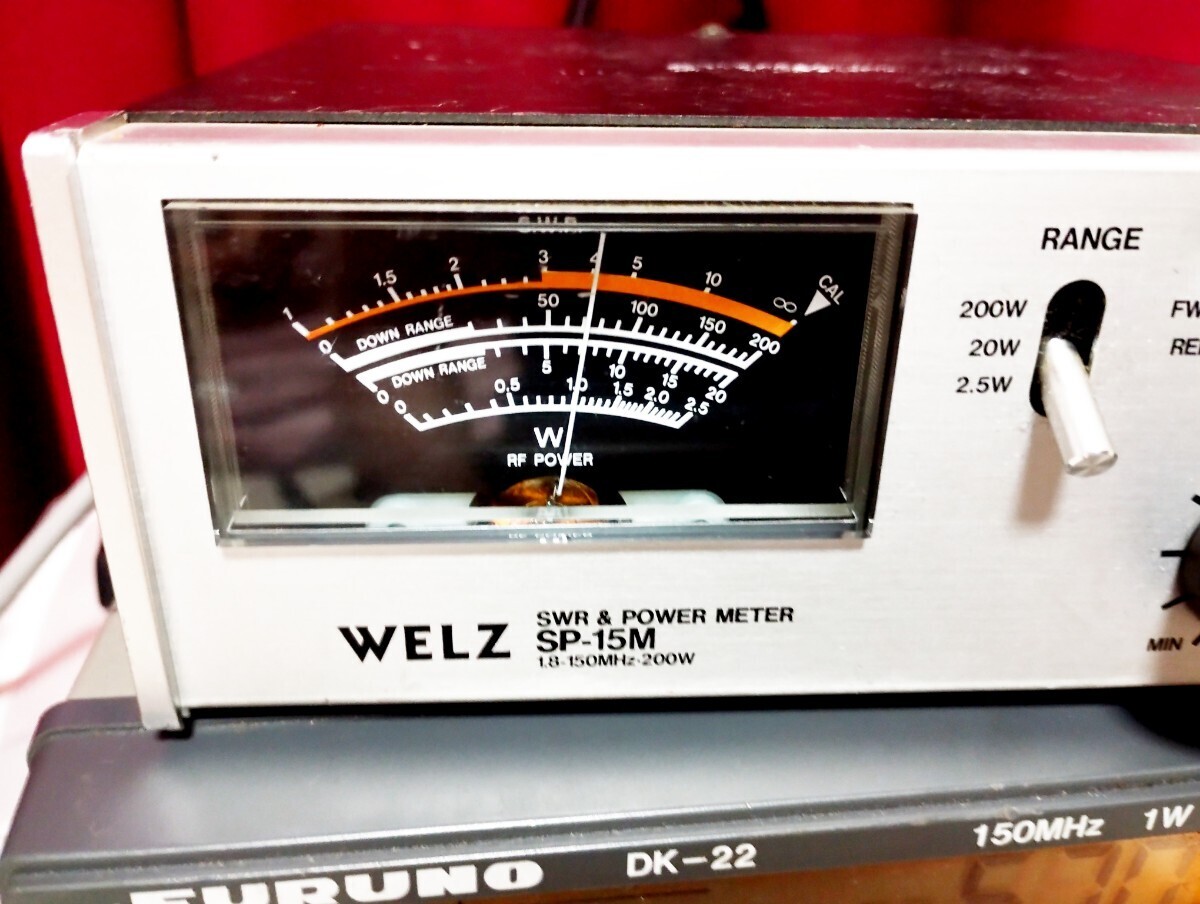 S.W.R.
1 1.5 2 3 4 5 10 ∞ CAL
DOWN RANGE
0 50 100 150 200
DOWN RANGE
0 5 10 15 20
0 0.5 1.0 1.5 2.0 2.5
W
RF POWER
RANGE
200W
20W
2.5W
FW
REF
MIN
WELZ
SWR & POWER METER
SP-15M
1.8-150MHz-200W
FURUNO DK-22 150MHz 1W